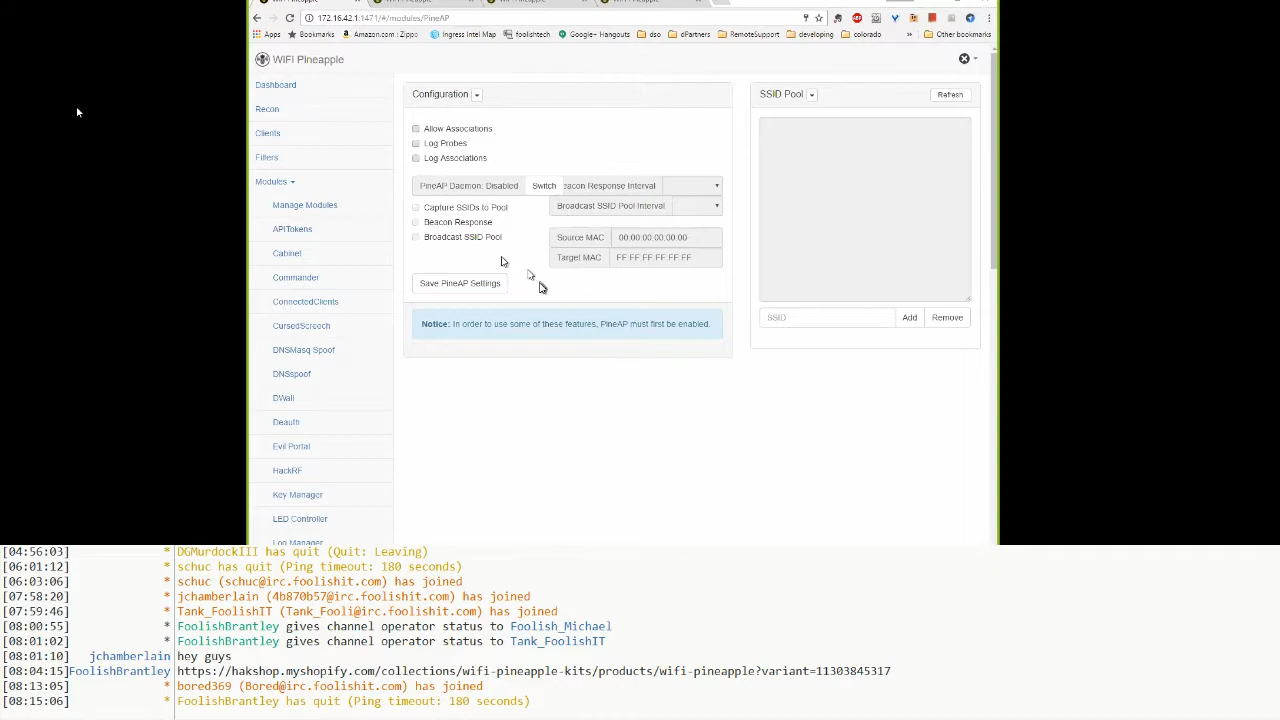 172.16.42.1:1471/#/modules/PineAP
Apps Bookmarks Amazon.com : Zippo Ingress Intel Map foolishtech Google+ Hangouts dso dPartners RemoteSupport developing colorado » Other bookmarks
WiFi Pineapple
Dashboard
Recon
Clients
Filters
Modules
Manage Modules
APITokens
Cabinet
Commander
ConnectedClients
CursedScreech
DNSMasq Spoof
DNSspoof
DWall
Deauth
Evil Portal
HackRF
Key Manager
LED Controller
Log Manager
Configuration
Allow Associations
Log Probes
Log Associations
PineAP Daemon: Disabled Switch eacon Response Interval
Capture SSIDs to Pool Broadcast SSID Pool Interval
Beacon Response
Broadcast SSID Pool Source MAC 00:00:00:00:00:00
Target MAC FF:FF:FF:FF:FF:FF
Save PineAP Settings
Notice: In order to use some of these features, PineAP must first be enabled.
SSID Pool Refresh
SSID Add Remove
[04:56:03] * DGMurdockIII has quit (Quit: Leaving)
[06:01:12] * schuc has quit (Ping timeout: 180 seconds)
[06:03:06] * schuc (schuc@irc.foolishit.com) has joined
[07:58:20] * jchamberlain (4b870b57@irc.foolishit.com) has joined
[07:59:46] * Tank_FoolishIT (Tank_Fooli@irc.foolishit.com) has joined
[08:00:55] * FoolishBrantley gives channel operator status to Foolish_Michael
[08:01:02] * FoolishBrantley gives channel operator status to Tank_FoolishIT
[08:01:10] jchamberlain hey guys
[08:04:15] FoolishBrantley https://hakshop.myshopify.com/collections/wifi-pineapple-kits/products/wifi-pineapple?variant=11303845317
[08:13:05] * bored369 (Bored@irc.foolishit.com) has joined
[08:15:06] * FoolishBrantley has quit (Ping timeout: 180 seconds)